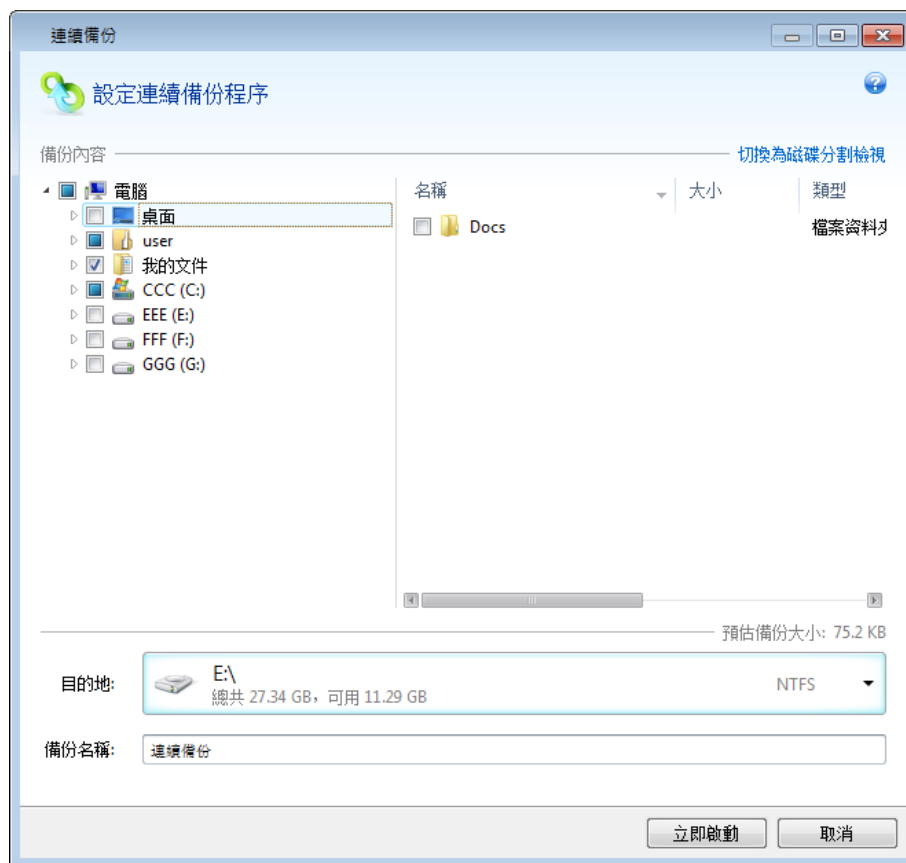 連續備份
設定連續備份程序
備份內容
切換為磁碟分割檢視
電腦
桌面
user
我的文件
CCC (C:)
EEE (E:)
FFF (F:)
GGG (G:)
名稱 大小 類型
Docs 檔案資料
預估備份大小: 75.2 KB
目的地:
E:\
總共 27.34 GB，可用 11.29 GB
NTFS
備份名稱: 連續備份
立即啟動 取消